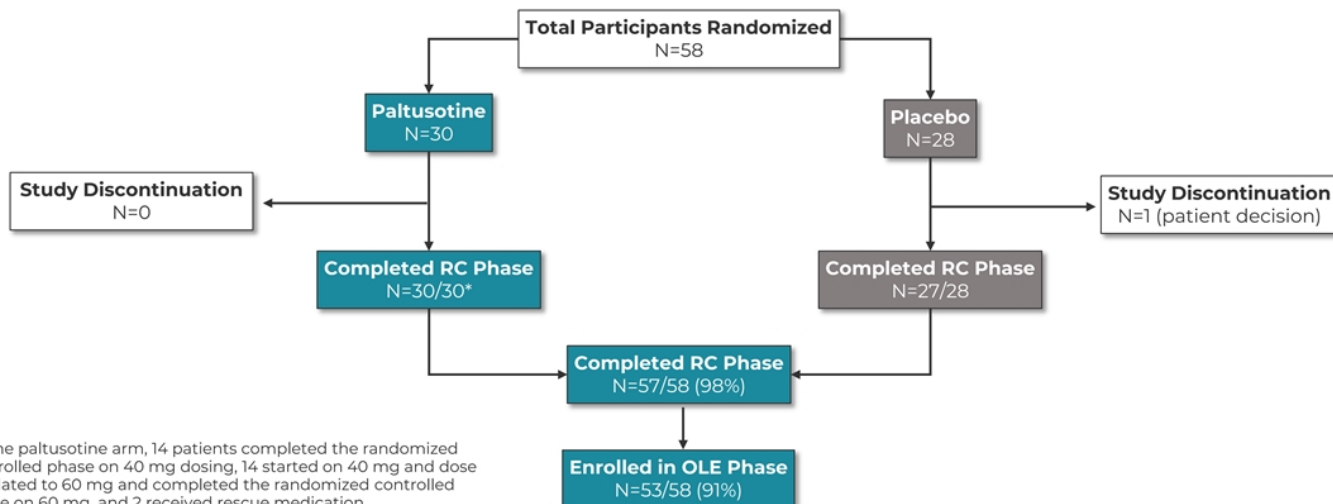 Total Participants Randomized
N=58
Paltusotine
N=30
Placebo
N=28
Study Discontinuation
N=0
Study Discontinuation
N=1 (patient decision)
Completed RC Phase
N=30/30*
Completed RC Phase
N=27/28
Completed RC Phase
N=57/58 (98%)
Enrolled in OLE Phase
N=53/58 (91%)
paltusotine arm, 14 patients completed the randomized
phase on 40 mg dosing, 14 started on 40 mg and dose
to 60 mg and completed the randomized controlled
on 60 mg, and 2 received rescue medication